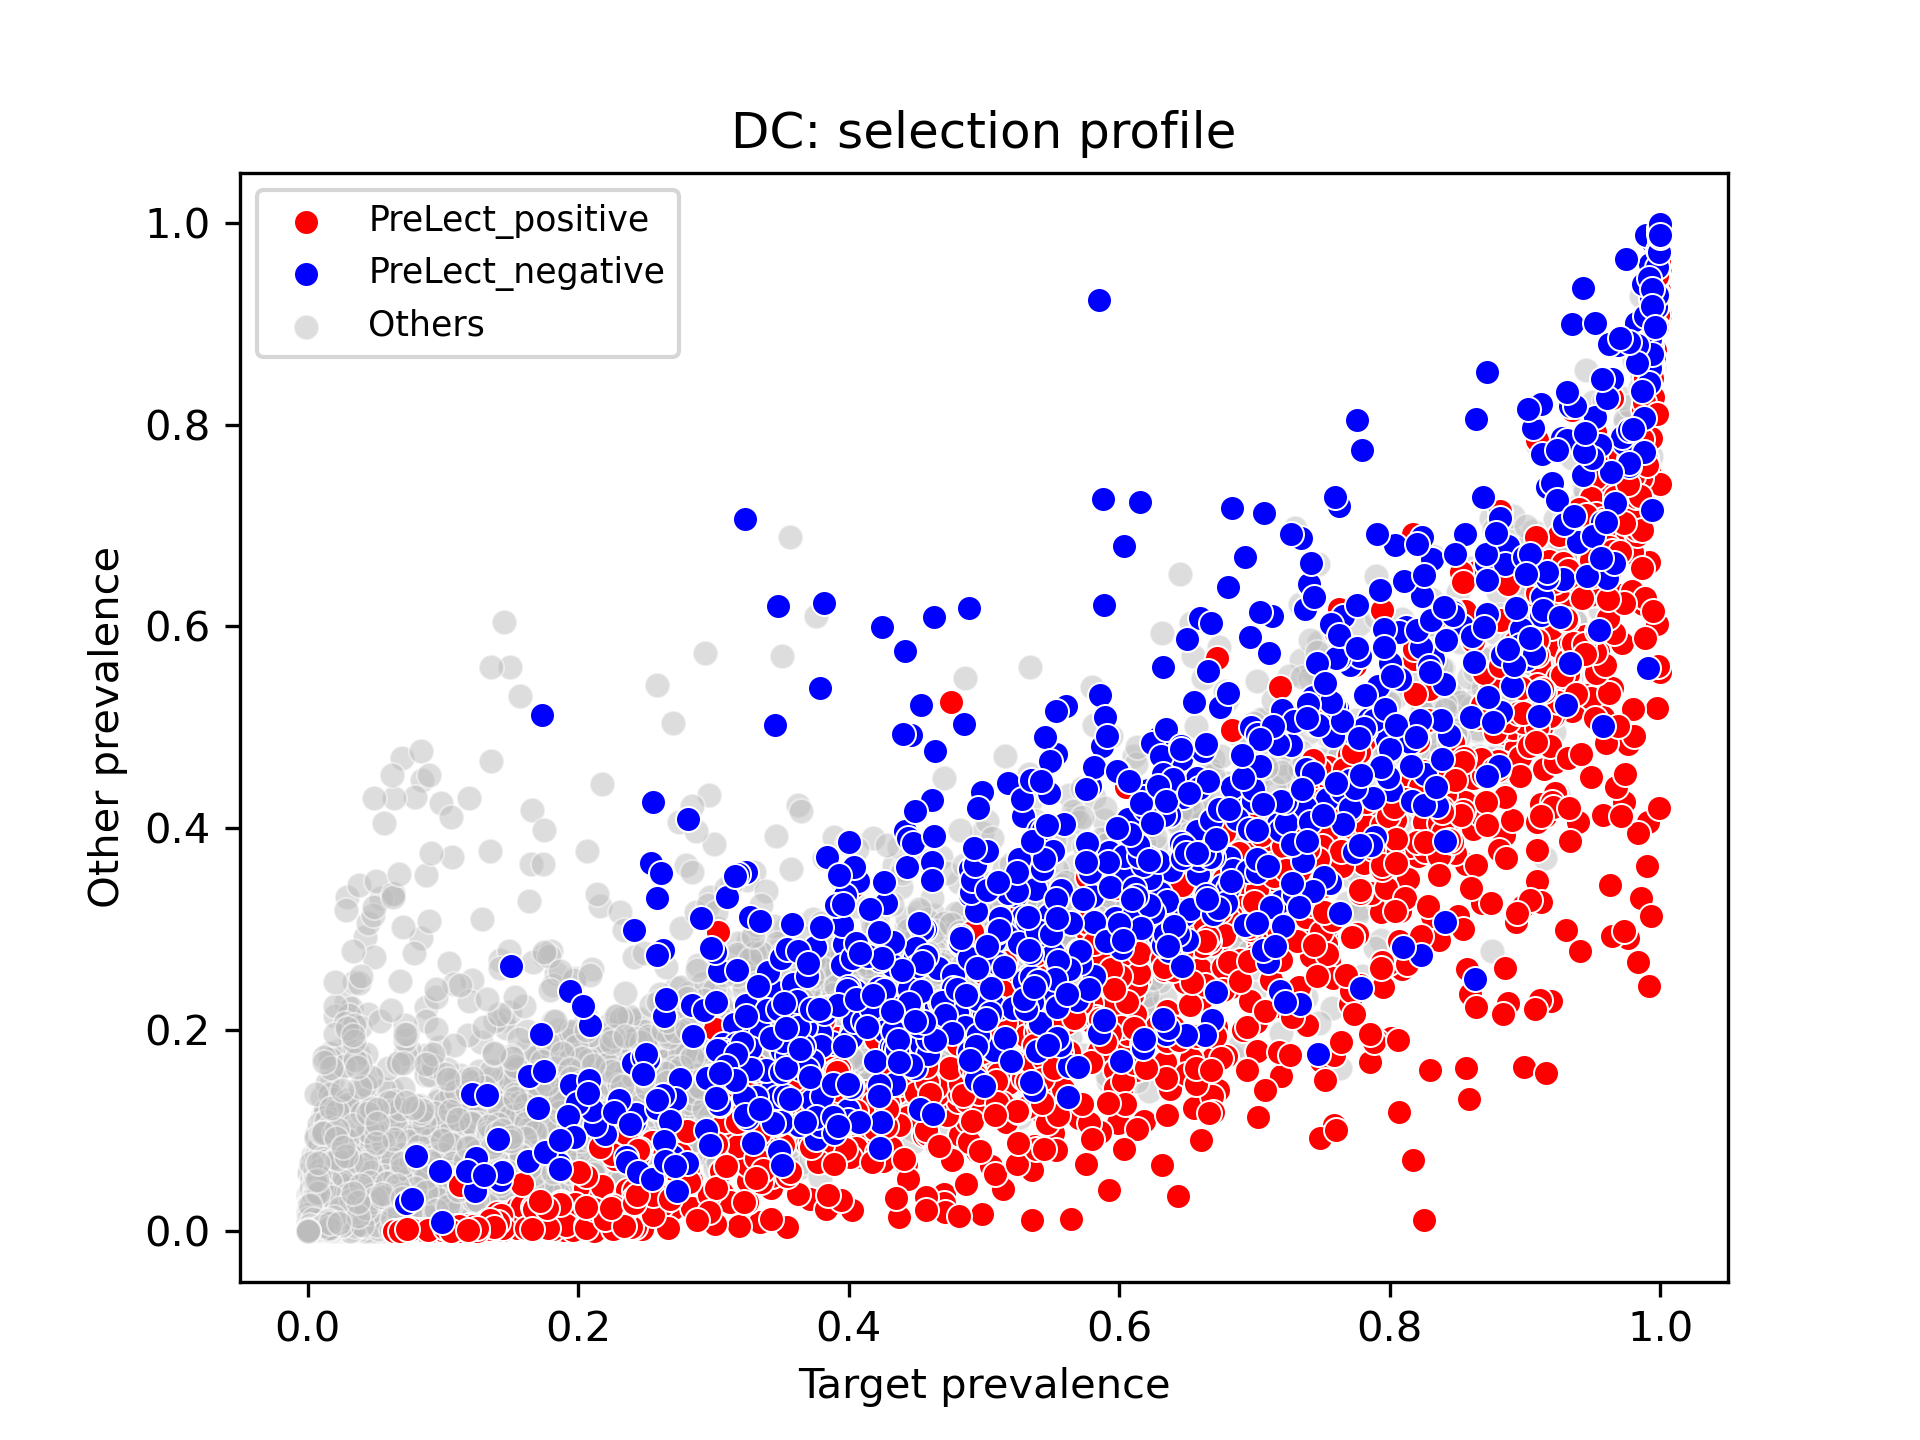 DC: selection profile
PreLect_positive
PreLect_negative
Others
1.0
0.8
0.6
0.4
0.2
0.0
Other prevalence
0.0 0.2 0.4 0.6 0.8 1.0
Target prevalence